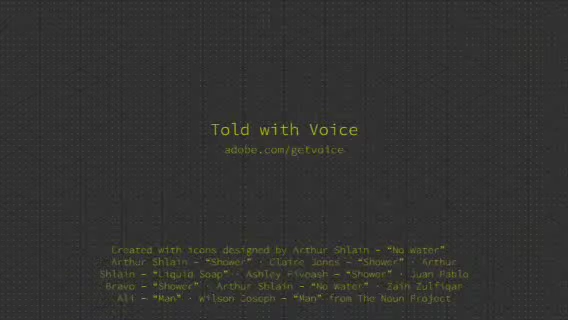 Told with Voice
adobe.com/getvoice
Created with icons designed by Arthur Shlain – “No Water”
Arthur Shlain – “Shower” · Claire Jones – “Shower” · Arthur
Shlain – “Liquid Soap” · Ashley Fiveash – “Shower” · Juan Pablo
Bravo – “Shower” · Arthur Shlain – “No Water” · Zain Zulfiqar
Ali – “Man” · Wilson Joseph – “Man” from The Noun Project